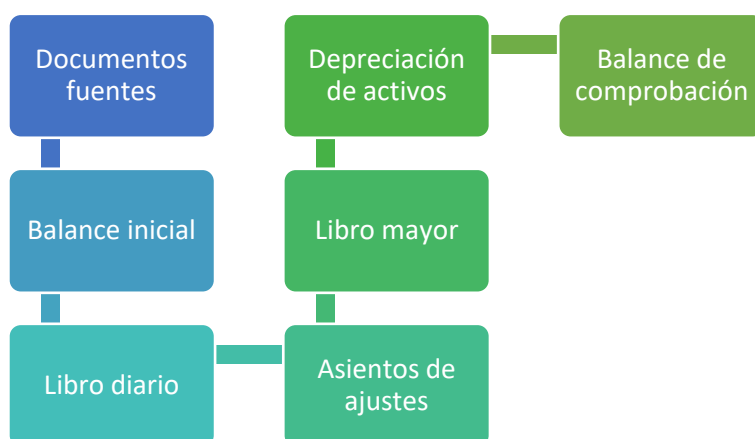 Documentos
fuentes
Balance inicial
Libro diario
Asientos de
ajustes
Libro mayor
Depreciación
de activos
Balance de
comprobación